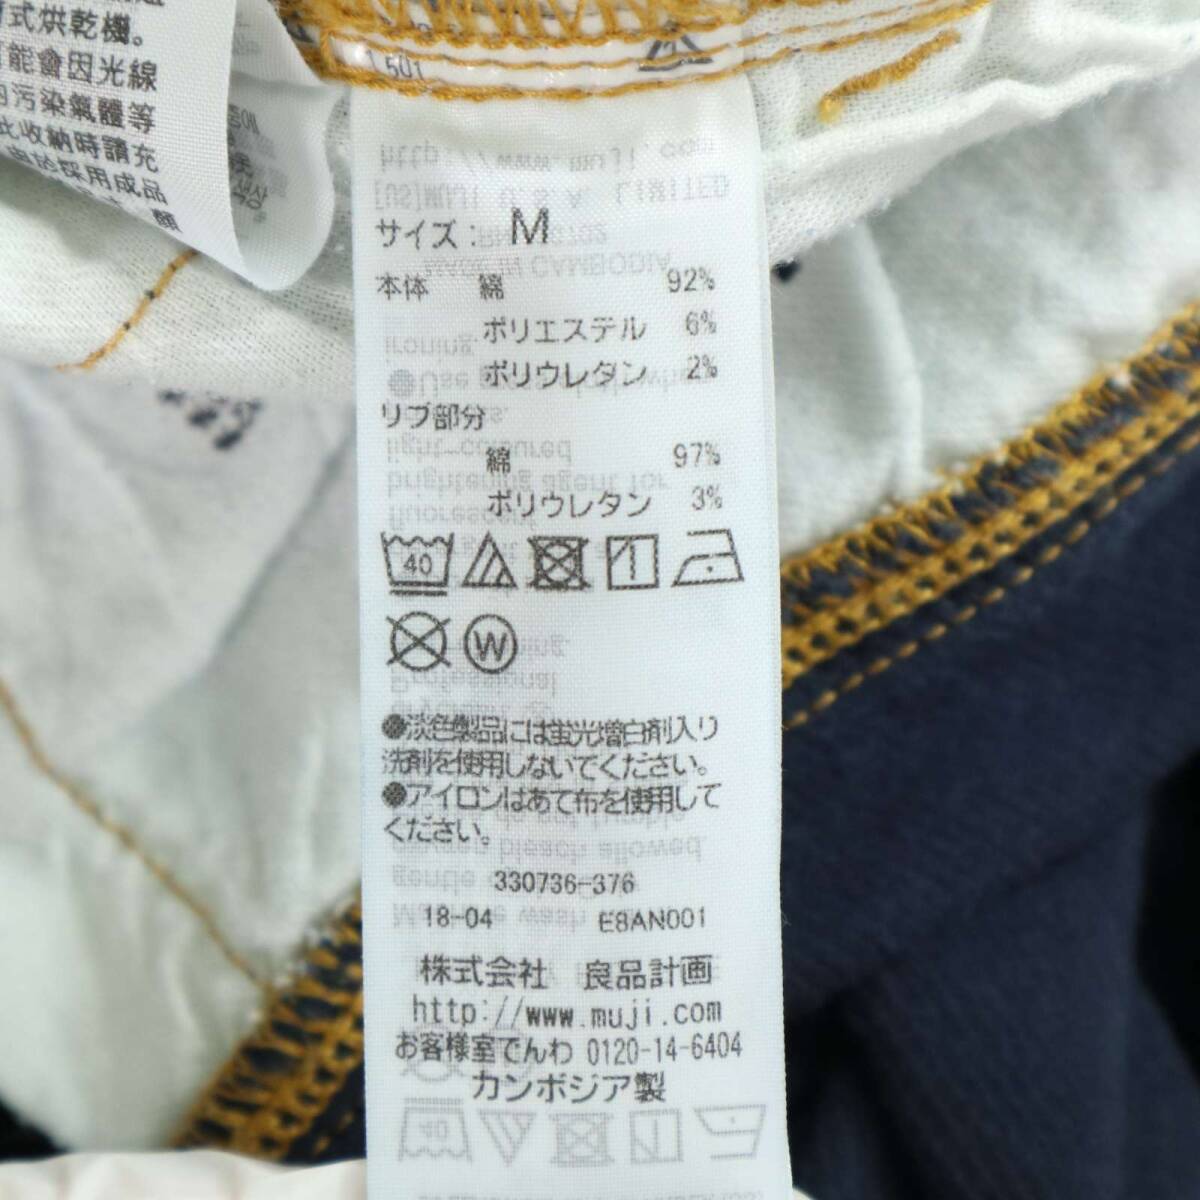 式烘乾機。
可能會因光線
污染氣體等
收納時請充
採用成品
501
サイズ: M
本体 綿 92%
ポリエステル 6%
ポリウレタン 2%
リブ部分
綿 97%
ポリウレタン 3%
40
W
●淡色製品には蛍光増白剤入り
洗剤を使用しないでください。
●アイロンはあて布を使用して
ください。
330736-376
18-04 E8AN001
株式会社 良品計画
http://www.muji.com
お客様室でんわ 0120-14-6404
カンボジア製